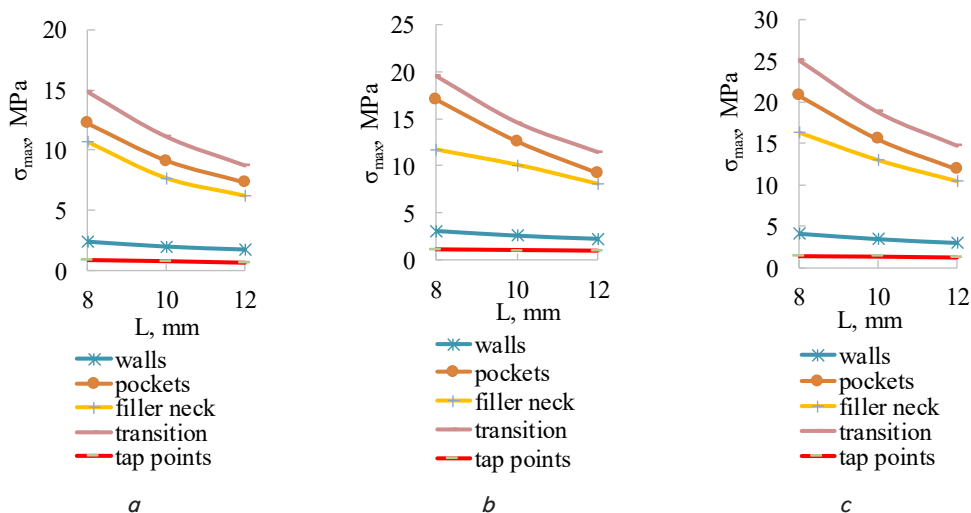 σmax, MPa
20
15
10
5
0
8 10 12
L, mm
walls
pockets
filler neck
transition
tap points
a
σmax, MPa
25
20
15
10
5
0
8 10 12
L, mm
walls
pockets
filler neck
transition
tap points
b
σmax, MPa
30
25
20
15
10
5
0
8 10 12
L, mm
walls
pockets
filler neck
transition
tap points
c